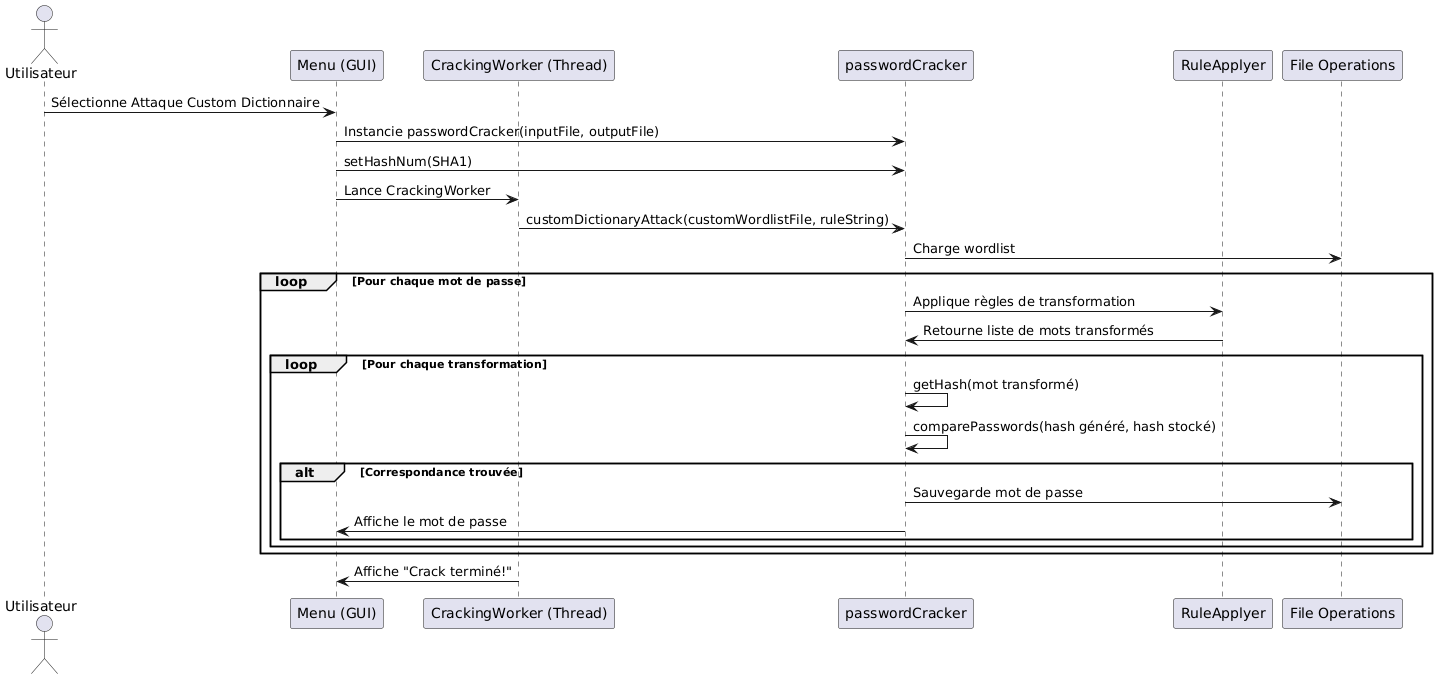 Utilisateur
Menu (GUI)
CrackingWorker (Thread)
passwordCracker
RuleApplyer
File Operations
Sélectionne Attaque Custom Dictionnaire
Instancie passwordCracker(inputFile, outputFile)
setHashNum(SHA1)
Lance CrackingWorker
customDictionaryAttack(customWordlistFile, ruleString)
Charge wordlist
loop [Pour chaque mot de passe]
Applique règles de transformation
Retourne liste de mots transformés
loop [Pour chaque transformation]
getHash(mot transformé)
comparePasswords(hash généré, hash stocké)
alt [Correspondance trouvée]
Sauvegarde mot de passe
Affiche le mot de passe
Affiche "Crack terminé!"
Utilisateur
Menu (GUI)
CrackingWorker (Thread)
passwordCracker
RuleApplyer
File Operations